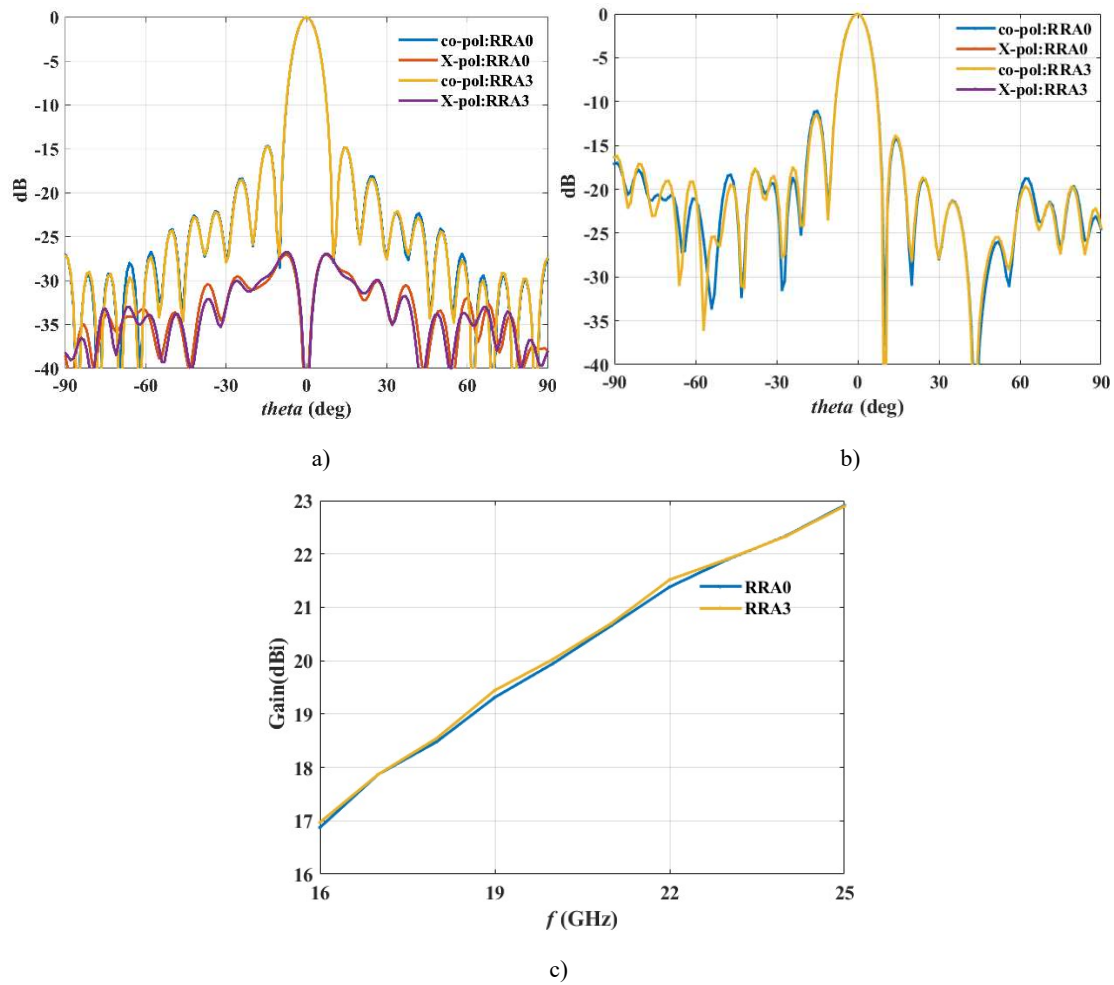 0
-5
-10
-15
-20
-25
-30
-35
-40
dB
co-pol:RRA0
X-pol:RRA0
co-pol:RRA3
X-pol:RRA3
-90 -60 -30 0 30 60 90
theta (deg)
a)
0
-5
-10
-15
-20
-25
-30
-35
-40
dB
co-pol:RRA0
X-pol:RRA0
co-pol:RRA3
X-pol:RRA3
-90 -60 -30 0 30 60 90
theta (deg)
b)
23
22
21
20
19
18
17
16
Gain(dBi)
RRA0
RRA3
16 19 22 25
f (GHz)
c)